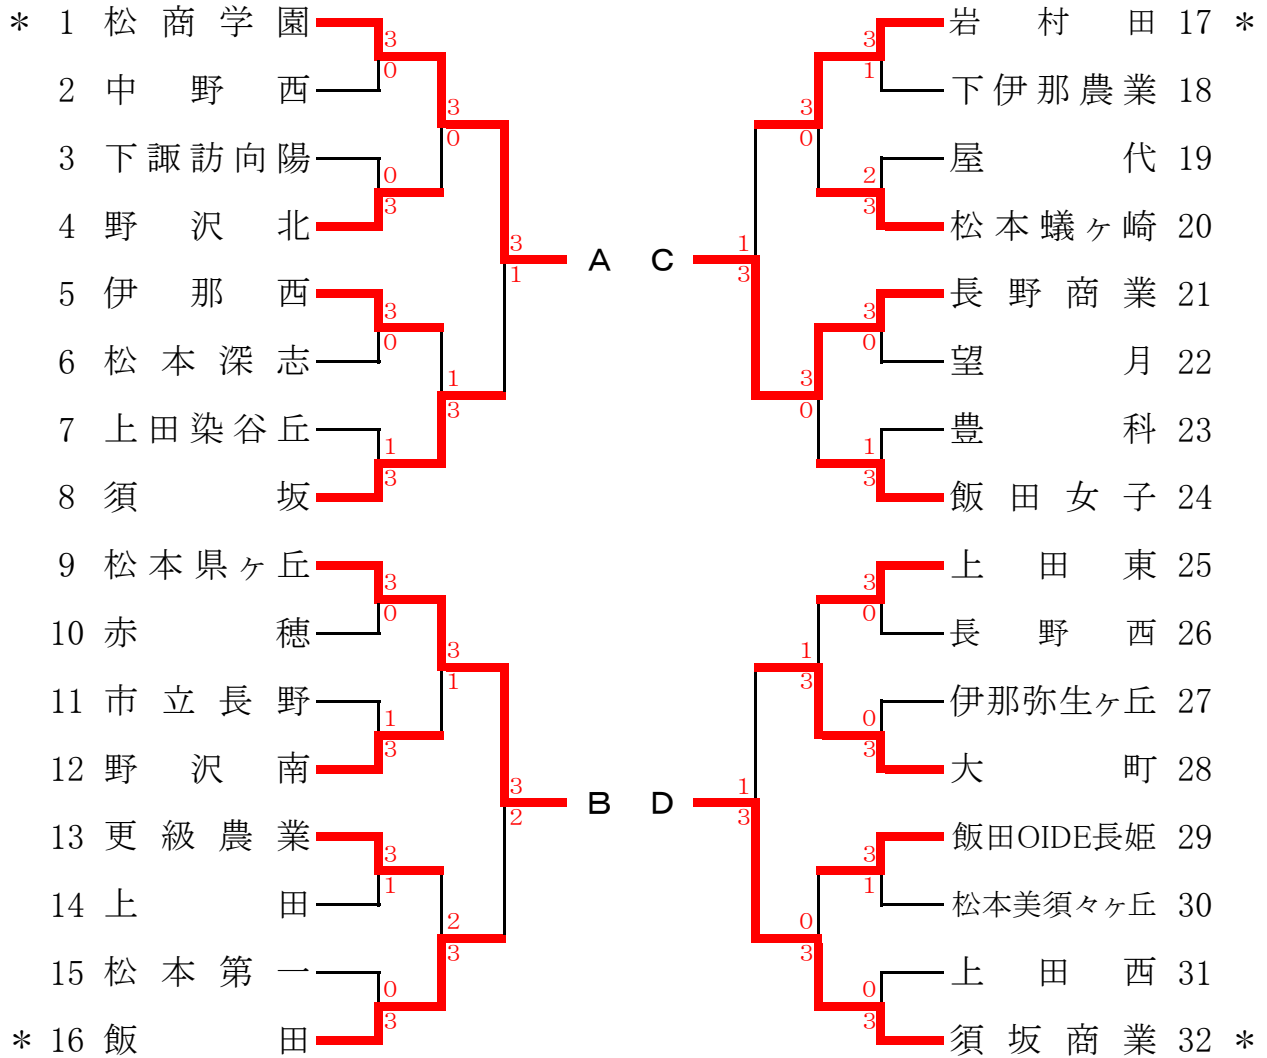 * 1 松商学園
3
0
2 中野西
3
0
3 下諏訪向陽
0
3
4 野沢北
3
1
A
5 伊那西
3
0
6 松本深志
1
3
7 上田染谷丘
1
3
8 須坂
9 松本県ヶ丘
3
0
10 赤穂
3
1
11 市立長野
1
3
12 野沢南
3
2
B
13 更級農業
3
1
14 上田
2
3
15 松本第一
0
3
* 16 飯田
岩村田 17 *
3
1
下伊那農業 18
3
0
屋代 19
2
3
松本蟻ヶ崎 20
1
3
C
長野商業 21
3
0
望月 22
3
0
豊科 23
1
3
飯田女子 24
上田東 25
3
0
長野西 26
1
3
伊那弥生ヶ丘 27
0
3
大町 28
1
3
D
飯田OIDE長姫 29
3
1
松本美須々ヶ丘 30
0
3
上田西 31
0
3
須坂商業 32 *